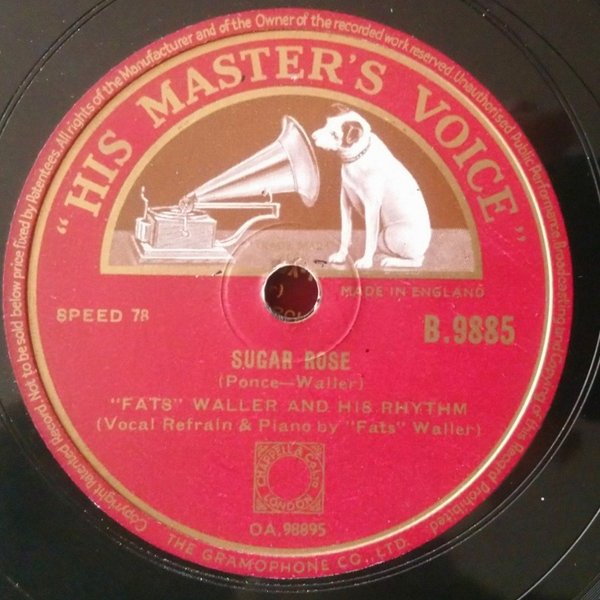 Patentees. All rights of the Manufacturer and of the Owner of the recorded work reserved. Unauthorised Public Performance, Broadcasting and Copying of this Record Prohibited
"HIS MASTER'S VOICE"
MADE IN ENGLAND
SPEED 78
B.9885
SUGAR ROSE
(Ponce—Waller)
"FATS" WALLER AND HIS RHYTHM
(Vocal Refrain & Piano by "Fats" Waller)
CHAPPELL & Co Ltd
LONDON
OA.98895
Copyright Patented Record. Not to be sold below price fixed by
THE GRAMOPHONE CO., LTD.